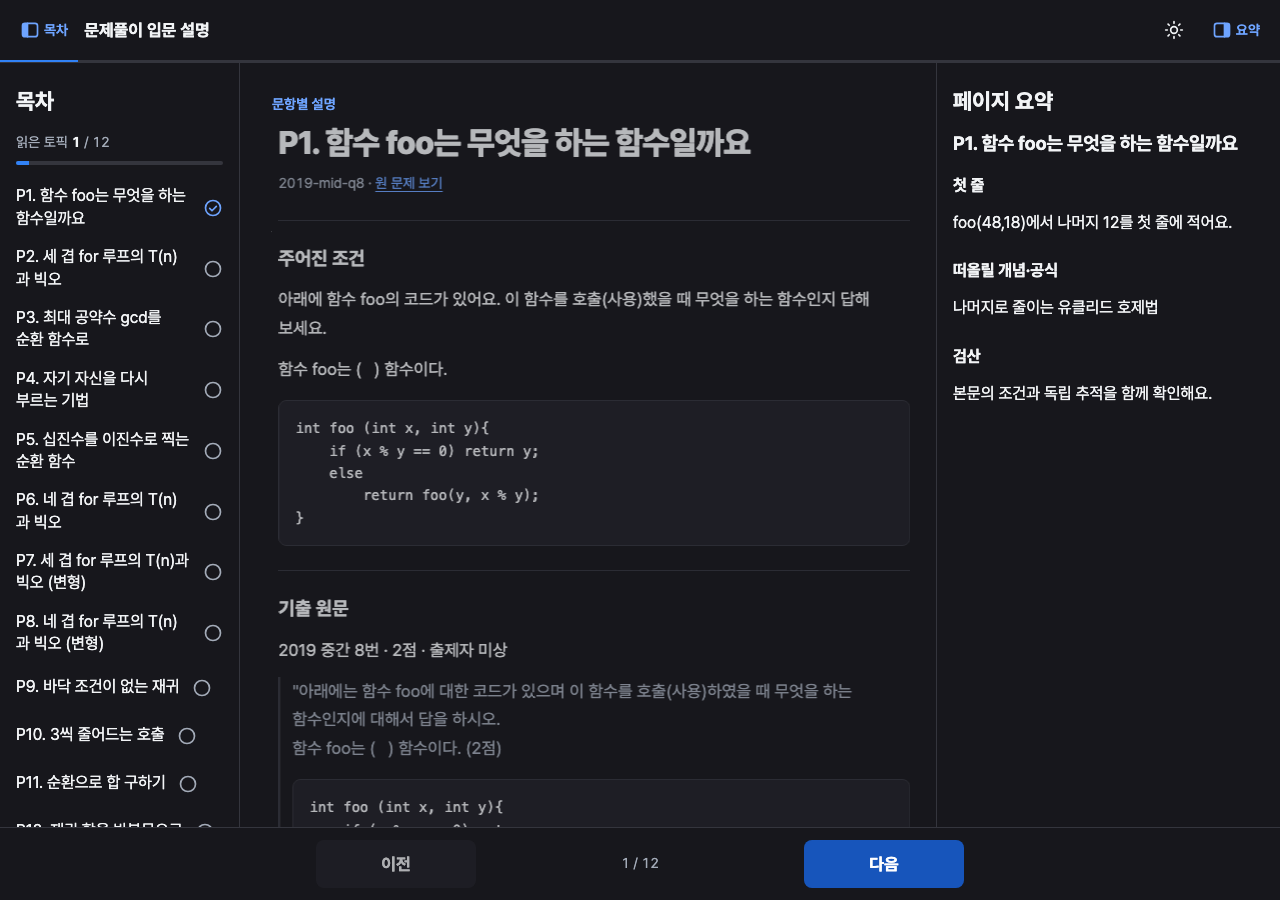 목차
문제풀이 입문 설명
요약
목차
읽은 토픽 1 / 12
P1. 함수 foo는 무엇을 하는
함수일까요
P2. 세 겹 for 루프의 T(n)
과 빅오
P3. 최대 공약수 gcd를
순환 함수로
P4. 자기 자신을 다시
부르는 기법
P5. 십진수를 이진수로 찍는
순환 함수
P6. 네 겹 for 루프의 T(n)
과 빅오
P7. 세 겹 for 루프의 T(n)과
빅오 (변형)
P8. 네 겹 for 루프의 T(n)
과 빅오 (변형)
P9. 바닥 조건이 없는 재귀
P10. 3씩 줄어드는 호출
P11. 순환으로 합 구하기
문항별 설명
P1. 함수 foo는 무엇을 하는 함수일까요
2019-mid-q8 · 원 문제 보기
주어진 조건
아래에 함수 foo의 코드가 있어요. 이 함수를 호출(사용)했을 때 무엇을 하는 함수인지 답해
보세요.
함수 foo는 ( ) 함수이다.
int foo (int x, int y){
    if (x % y == 0) return y;
    else
        return foo(y, x % y);
}
기출 원문
2019 중간 8번 · 2점 · 출제자 미상
"아래에는 함수 foo에 대한 코드가 있으며 이 함수를 호출(사용)하였을 때 무엇을 하는
함수인지에 대해서 답을 하시오.
함수 foo는 ( ) 함수이다. (2점)
int foo (int x, int y){
페이지 요약
P1. 함수 foo는 무엇을 하는 함수일까요
첫 줄
foo(48,18)에서 나머지 12를 첫 줄에 적어요.
떠올릴 개념·공식
나머지로 줄이는 유클리드 호제법
검산
본문의 조건과 독립 추적을 함께 확인해요.
이전
1 / 12
다음